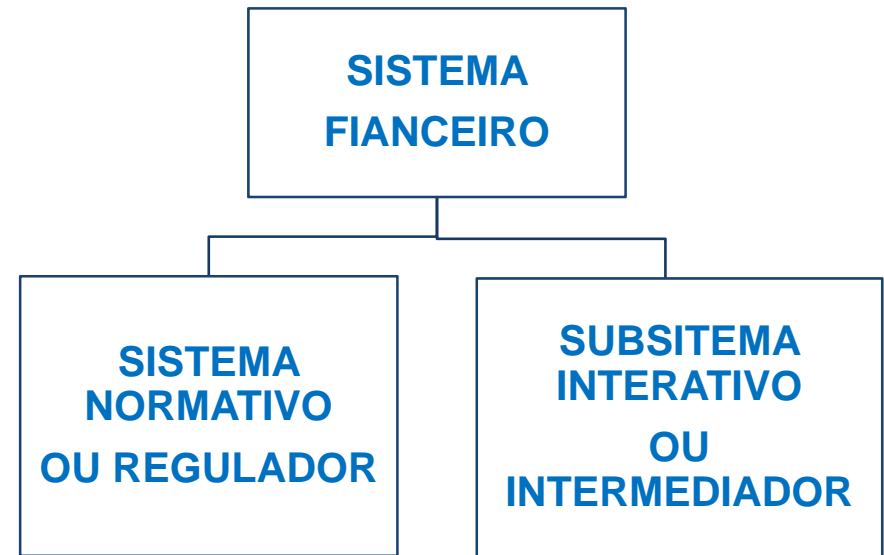 SISTEMA
FIANCEIRO
SISTEMA
NORMATIVO
OU REGULADOR
SUBSITEMA
INTERATIVO
OU
INTERMEDIADOR